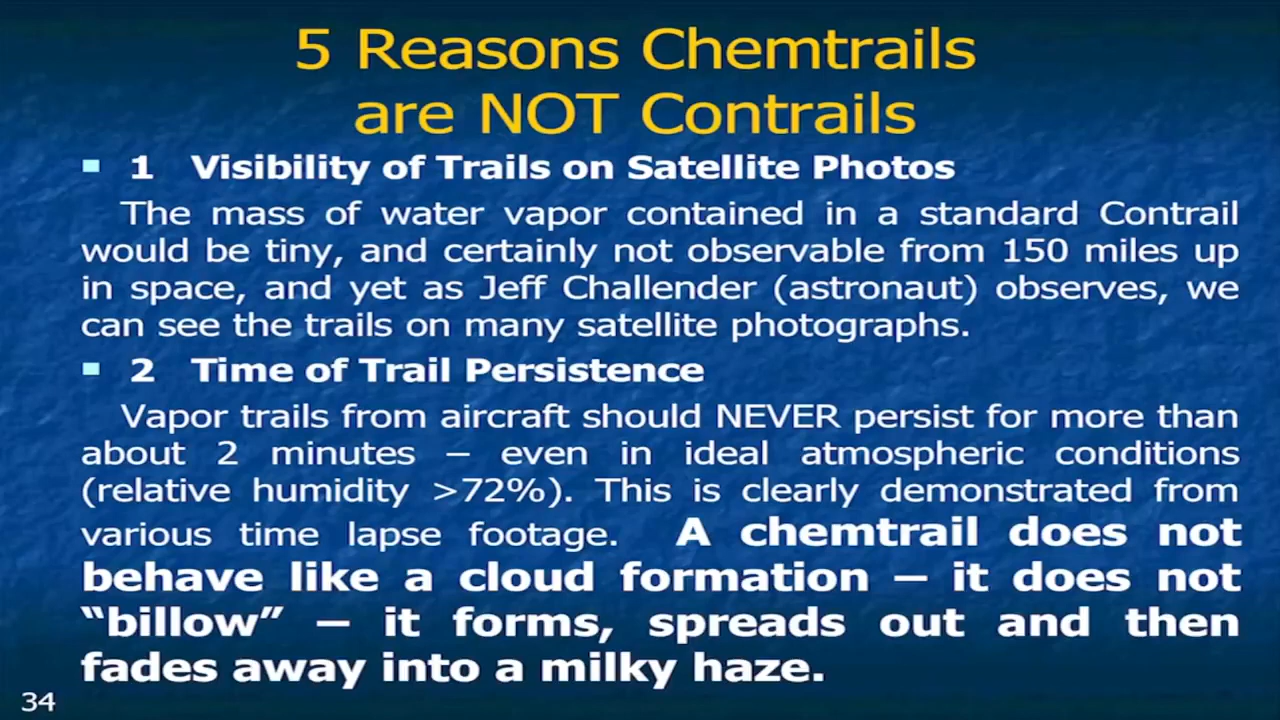 5 Reasons Chemtrails
are NOT Contrails
1 Visibility of Trails on Satellite Photos
The mass of water vapor contained in a standard Contrail
would be tiny, and certainly not observable from 150 miles up
in space, and yet as Jeff Challender (astronaut) observes, we
can see the trails on many satellite photographs.
2 Time of Trail Persistence
Vapor trails from aircraft should NEVER persist for more than
about 2 minutes – even in ideal atmospheric conditions
(relative humidity >72%). This is clearly demonstrated from
various time lapse footage. A chemtrail does not
behave like a cloud formation – it does not
“billow” – it forms, spreads out and then
fades away into a milky haze.
34